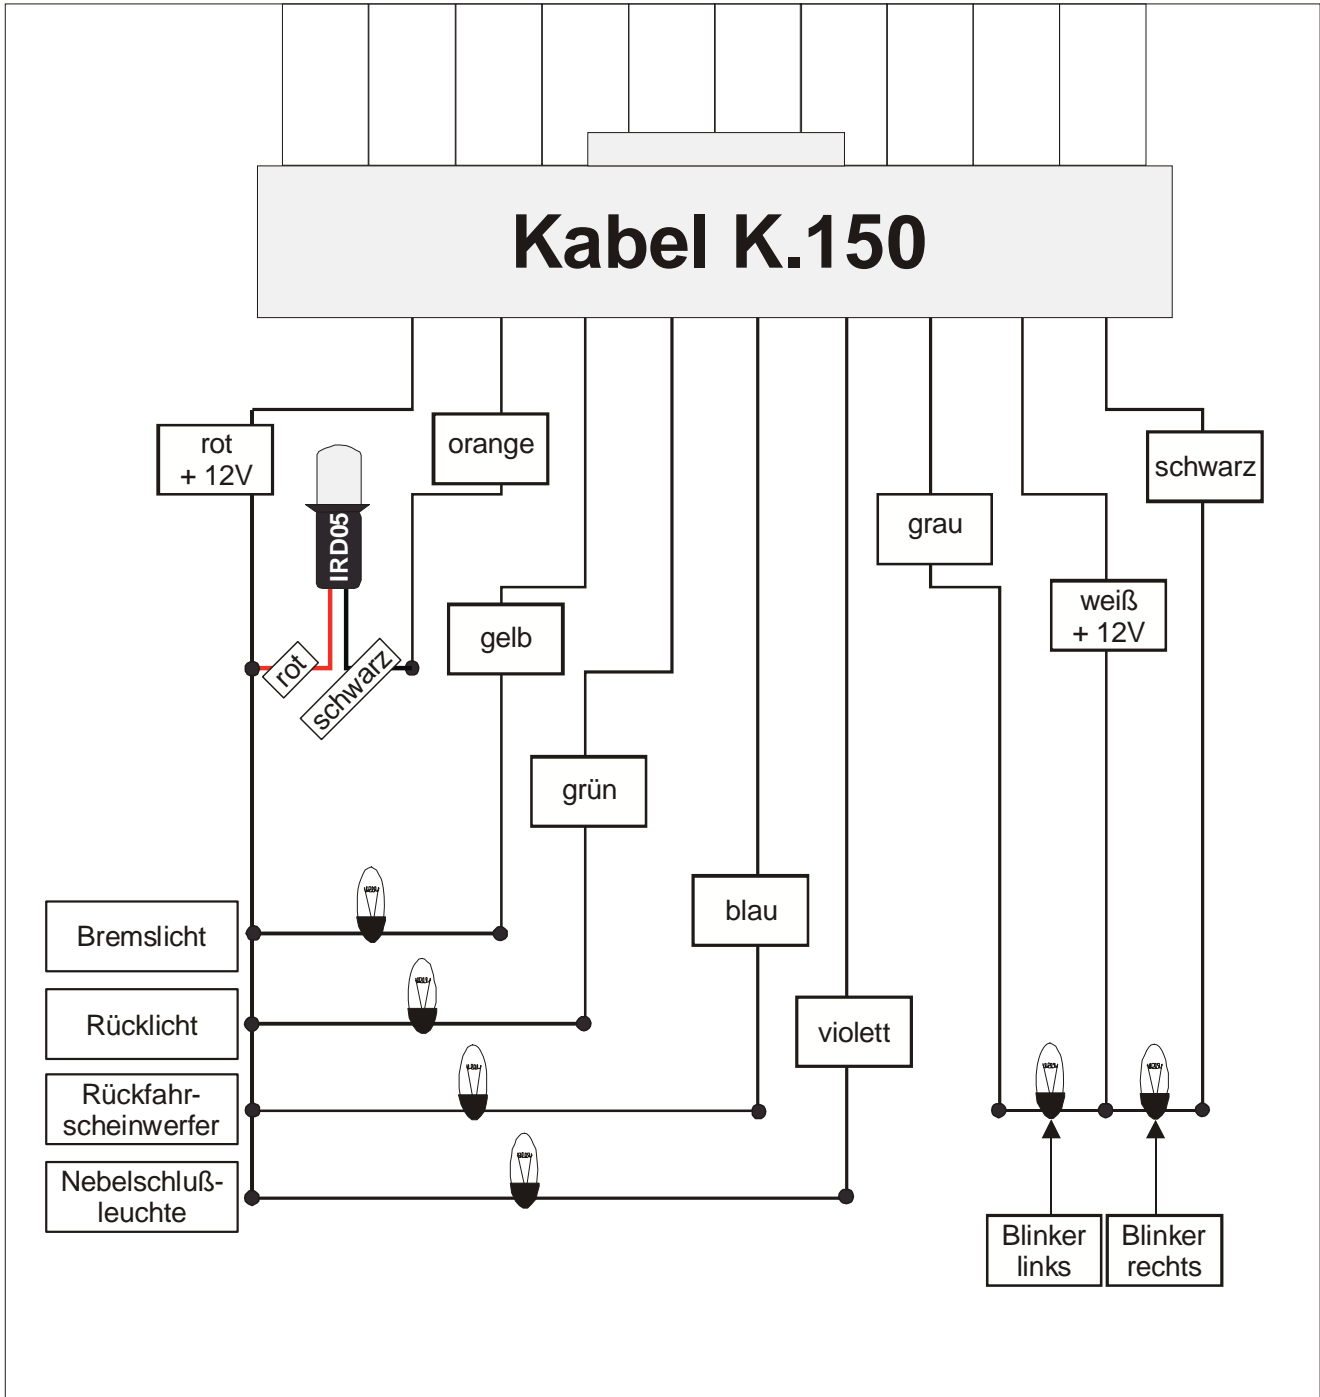 Kabel K.150
rot
+ 12V
orange
schwarz
IRD05
grau
gelb
weiß
+ 12V
rot
schwarz
grün
blau
Bremslicht
Rücklicht
violett
Rückfahr-
scheinwerfer
Nebelschluß-
leuchte
Blinker
links
Blinker
rechts